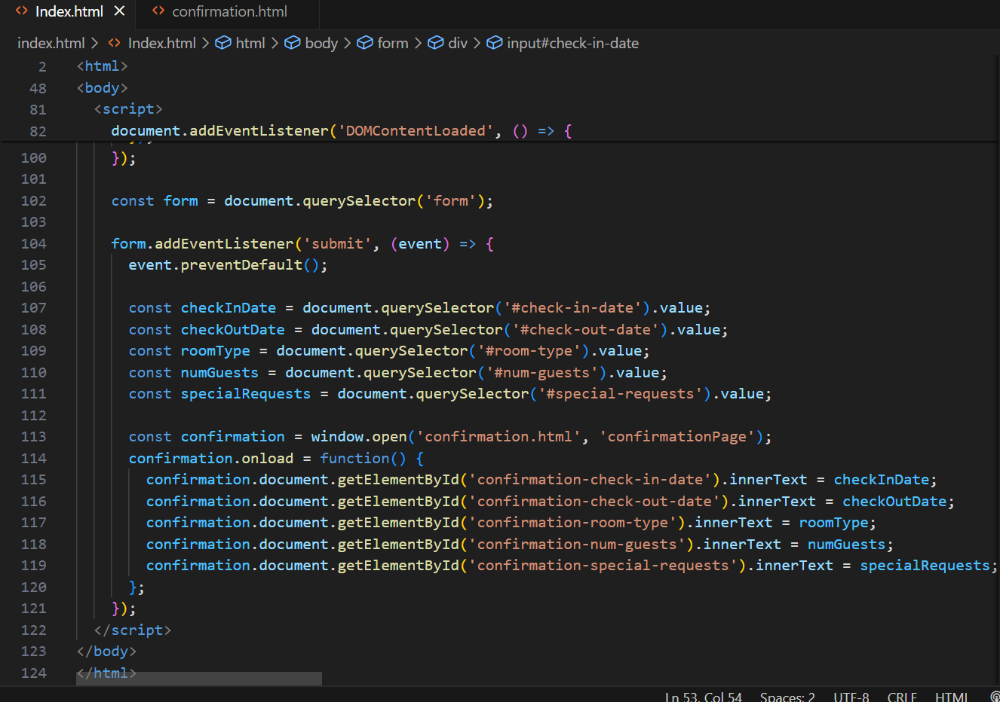 Index.html
confirmation.html
index.html > Index.html > html > body > form > div > input#check-in-date
2 <html>
48 <body>
81 <script>
82 document.addEventListener('DOMContentLoaded', () => {
100 });
101
102 const form = document.querySelector('form');
103
104 form.addEventListener('submit', (event) => {
105 event.preventDefault();
106
107 const checkInDate = document.querySelector('#check-in-date').value;
108 const checkOutDate = document.querySelector('#check-out-date').value;
109 const roomType = document.querySelector('#room-type').value;
110 const numGuests = document.querySelector('#num-guests').value;
111 const specialRequests = document.querySelector('#special-requests').value;
112
113 const confirmation = window.open('confirmation.html', 'confirmationPage');
114 confirmation.onload = function() {
115 confirmation.document.getElementById('confirmation-check-in-date').innerText = checkInDate;
116 confirmation.document.getElementById('confirmation-check-out-date').innerText = checkOutDate;
117 confirmation.document.getElementById('confirmation-room-type').innerText = roomType;
118 confirmation.document.getElementById('confirmation-num-guests').innerText = numGuests;
119 confirmation.document.getElementById('confirmation-special-requests').innerText = specialRequests;
120 };
121 });
122 </script>
123 </body>
124 </html>
Ln 53, Col 54 Spaces: 2 UTF-8 CRLF HTML